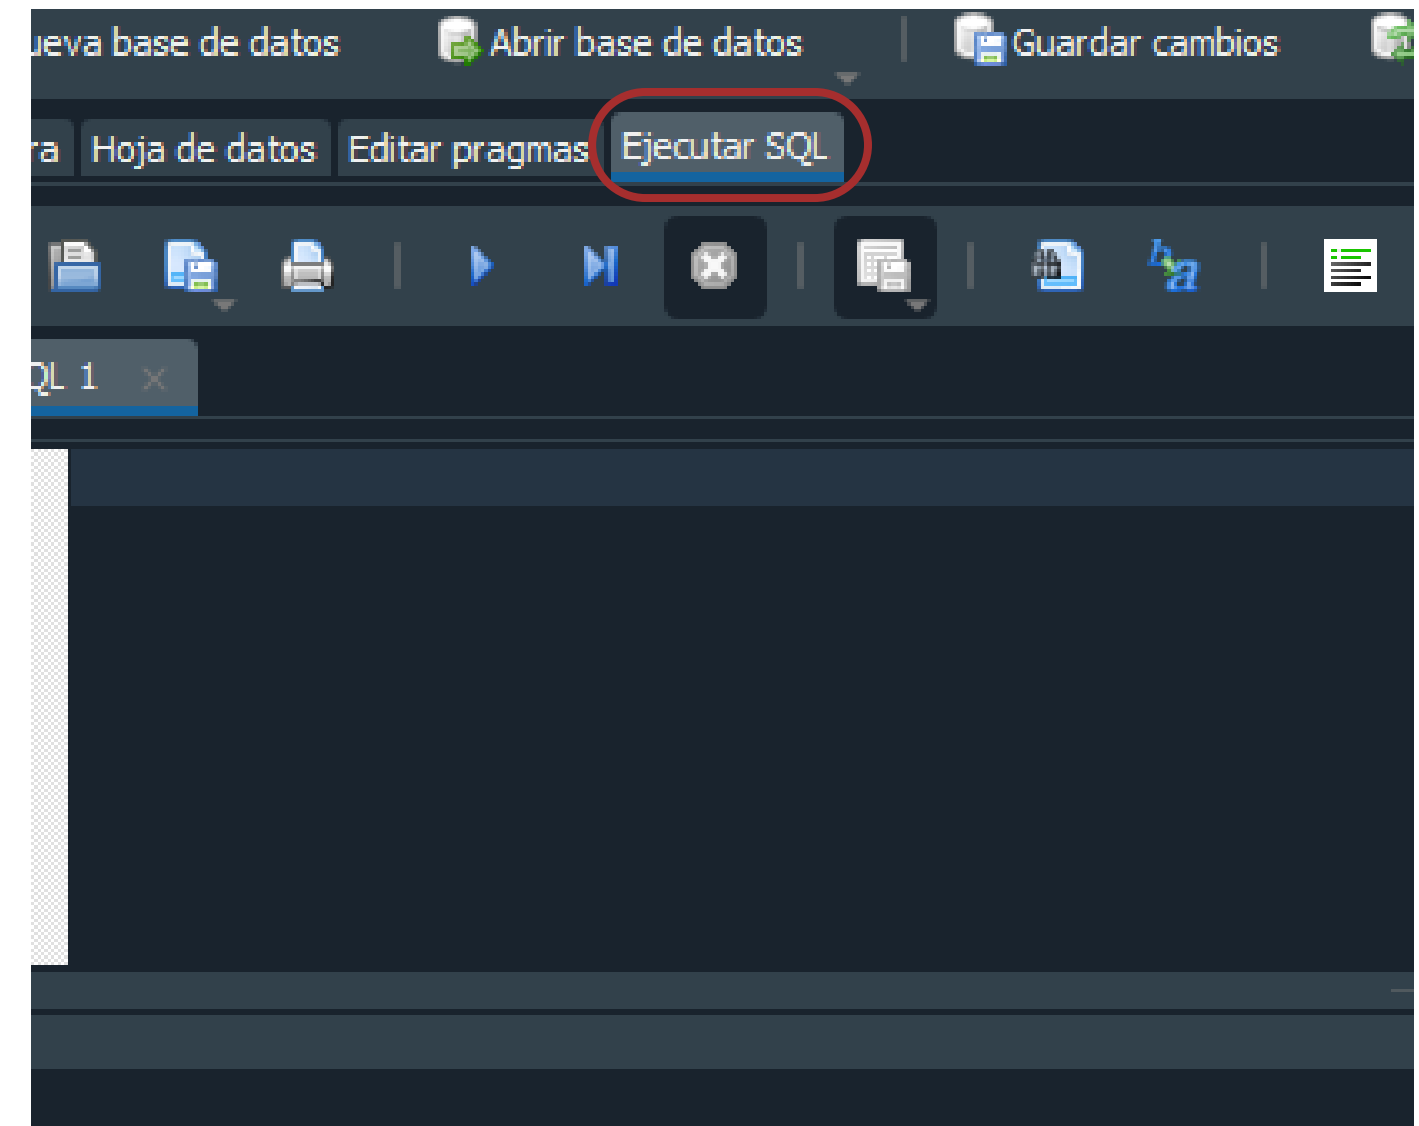 ueva base de datos Abrir base de datos Guardar cambios
ra Hoja de datos Editar pragmas Ejecutar SQL
QL 1